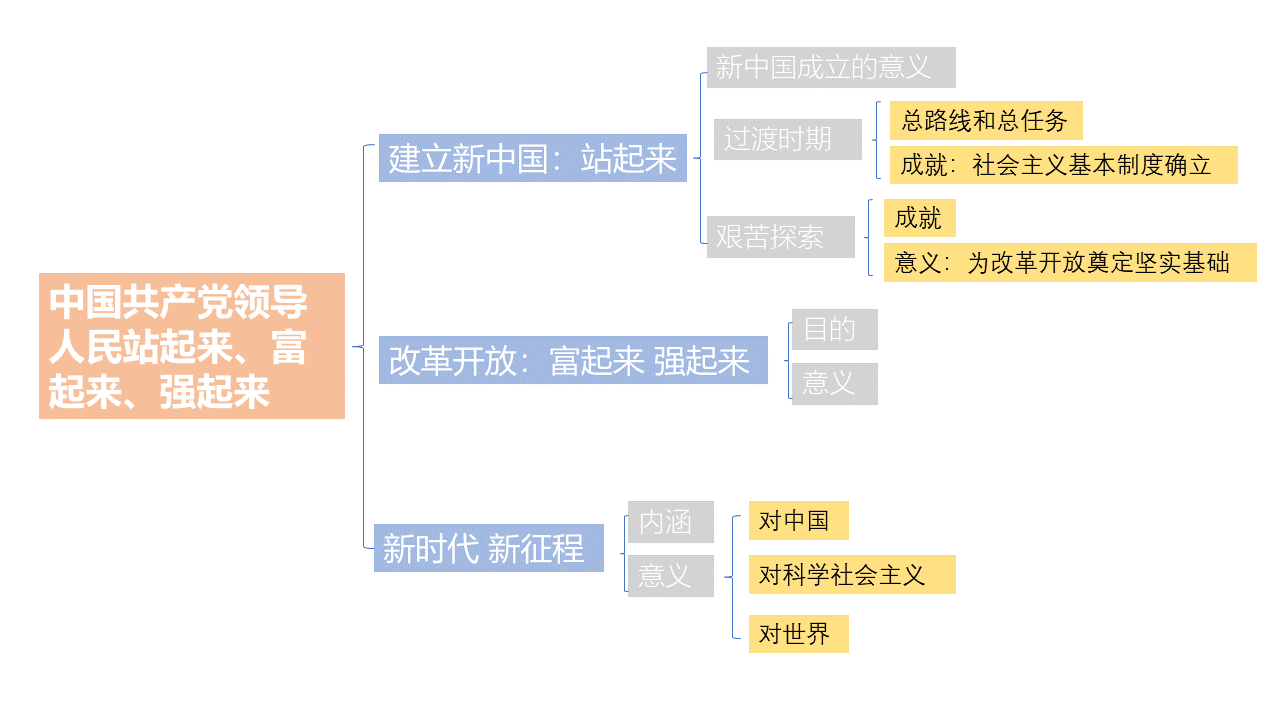 中国共产党领导
人民站起来、富
起来、强起来
建立新中国：站起来
新中国成立的意义
过渡时期
总路线和总任务
成就：社会主义基本制度确立
艰苦探索
成就
意义：为改革开放奠定坚实基础
改革开放：富起来 强起来
目的
意义
新时代 新征程
内涵
意义
对中国
对科学社会主义
对世界